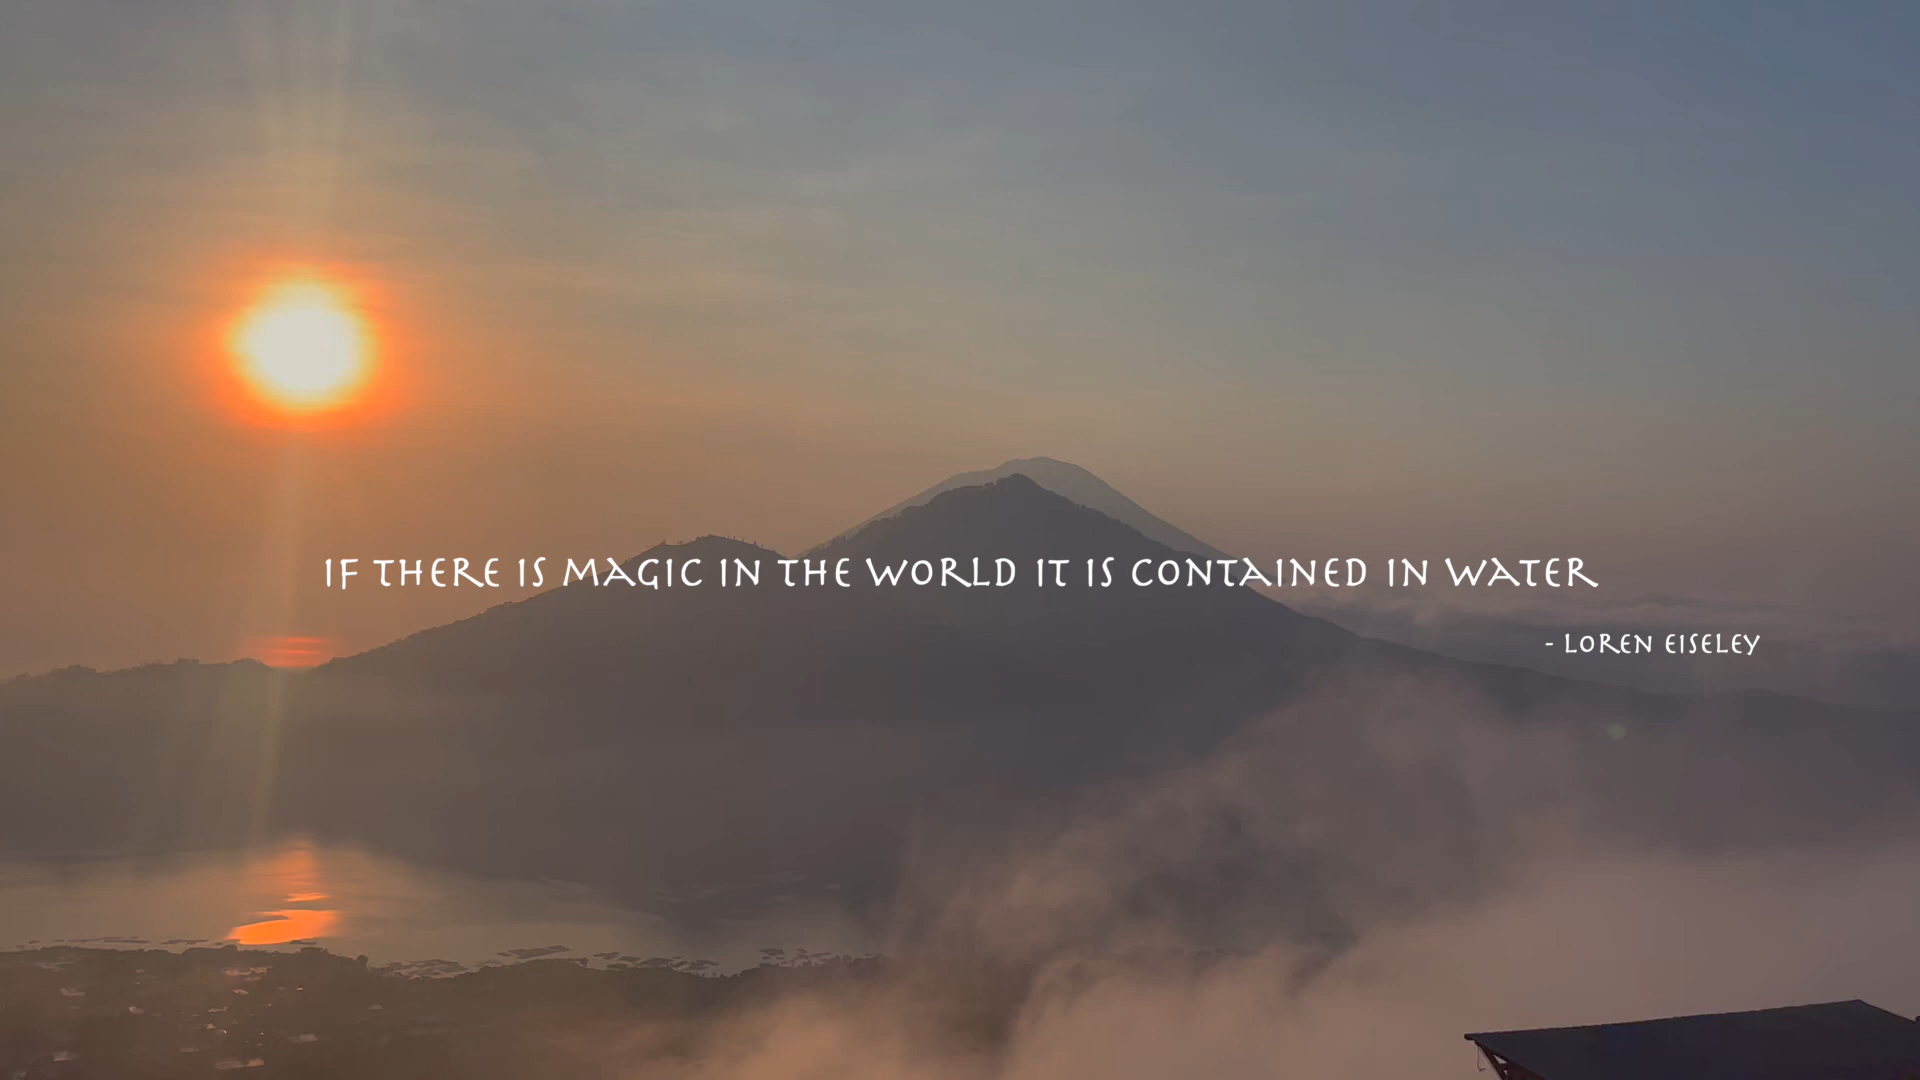 IF THERE IS MAGIC IN THE WORLD IT IS CONTAINED IN WATER
- LOREN EISELEY